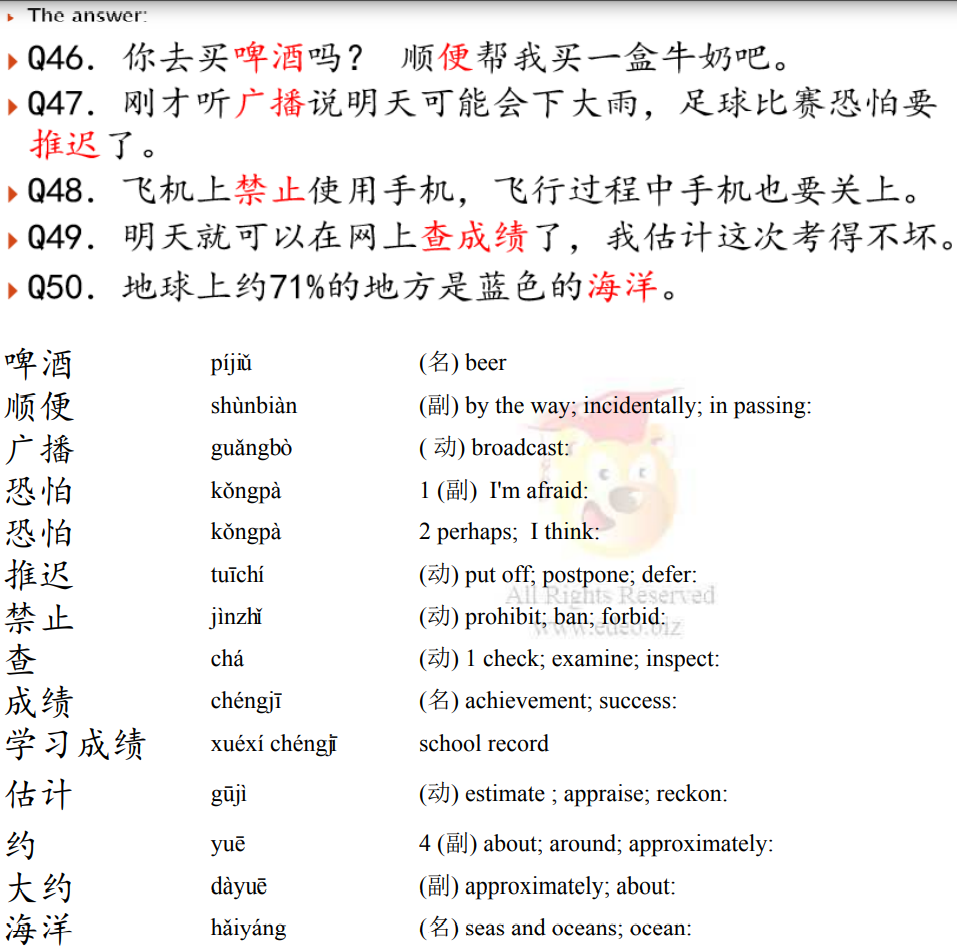 The answer:
Q46. 你去买啤酒吗？ 顺便帮我买一盒牛奶吧。
Q47. 刚才听广播说明天可能会下大雨，足球比赛恐怕要
推迟了。
Q48. 飞机上禁止使用手机，飞行过程中手机也要关上。
Q49. 明天就可以在网上查成绩了，我估计这次考得不坏。
Q50. 地球上约71%的地方是蓝色的海洋。
啤酒 píjiǔ (名) beer
顺便 shùnbiàn (副) by the way; incidentally; in passing:
广播 guǎngbò ( 动) broadcast:
恐怕 kǒngpà 1 (副) I'm afraid:
恐怕 kǒngpà 2 perhaps; I think:
推迟 tuīchí (动) put off; postpone; defer:
禁止 jìnzhǐ (动) prohibit; ban; forbid:
查 chá (动) 1 check; examine; inspect:
成绩 chéngjī (名) achievement; success:
学习成绩 xuéxí chéngjī school record
估计 gūjì (动) estimate ; appraise; reckon:
约 yuē 4 (副) about; around; approximately:
大约 dàyuē (副) approximately; about:
海洋 hǎiyáng (名) seas and oceans; ocean:
All Rights Reserved
www.edeo.biz